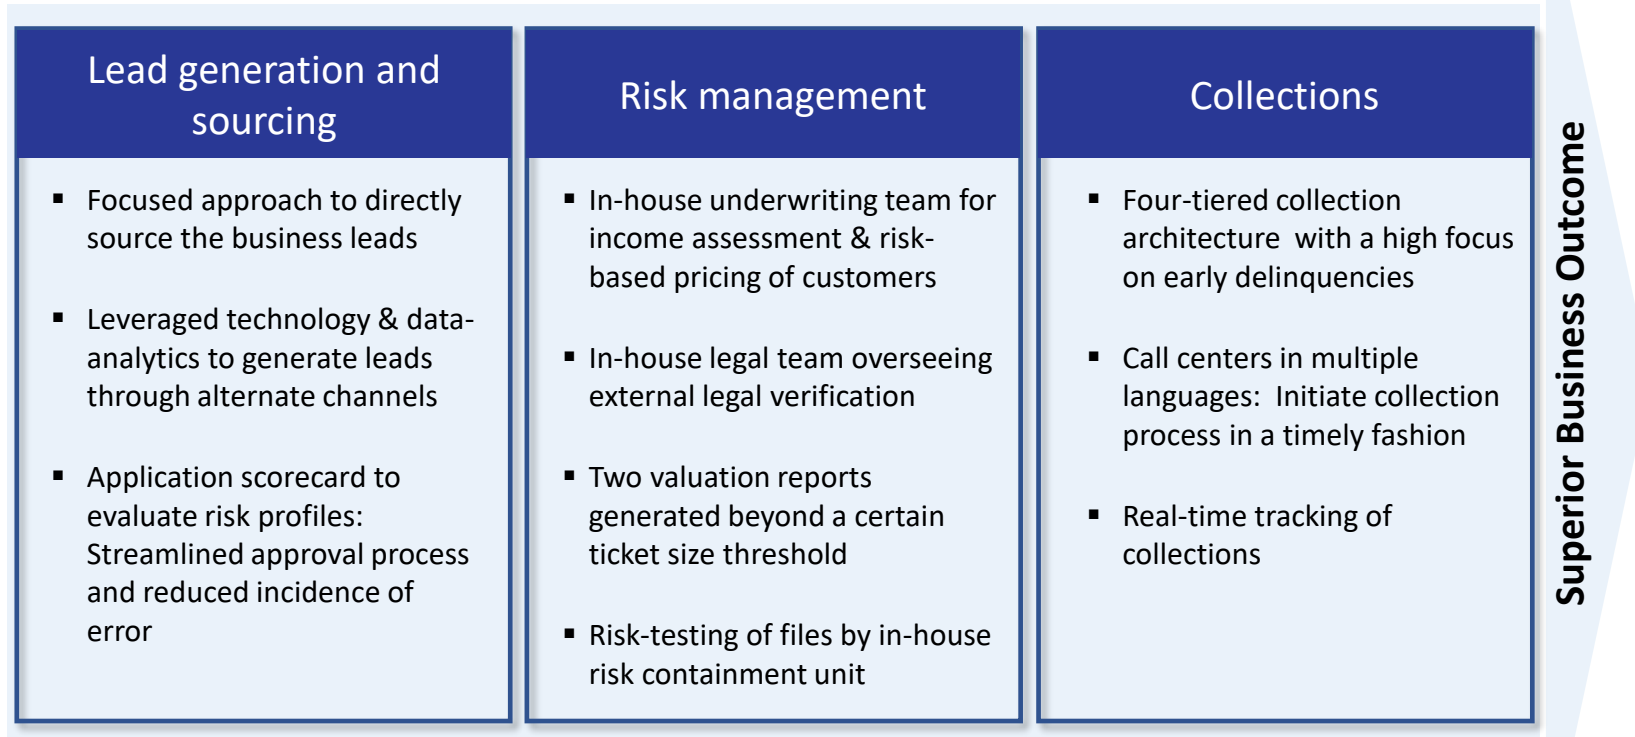 Lead generation and
sourcing
▪ Focused approach to directly
source the business leads
▪ Leveraged technology & data-
analytics to generate leads
through alternate channels
▪ Application scorecard to
evaluate risk profiles:
Streamlined approval process
and reduced incidence of
error
Risk management
▪ In-house underwriting team for
income assessment & risk-
based pricing of customers
▪ In-house legal team overseeing
external legal verification
▪ Two valuation reports
generated beyond a certain
ticket size threshold
▪ Risk-testing of files by in-house
risk containment unit
Collections
▪ Four-tiered collection
architecture  with a high focus
on early delinquencies
▪ Call centers in multiple
languages:  Initiate collection
process in a timely fashion
▪ Real-time tracking of
collections
Superior Business Outcome